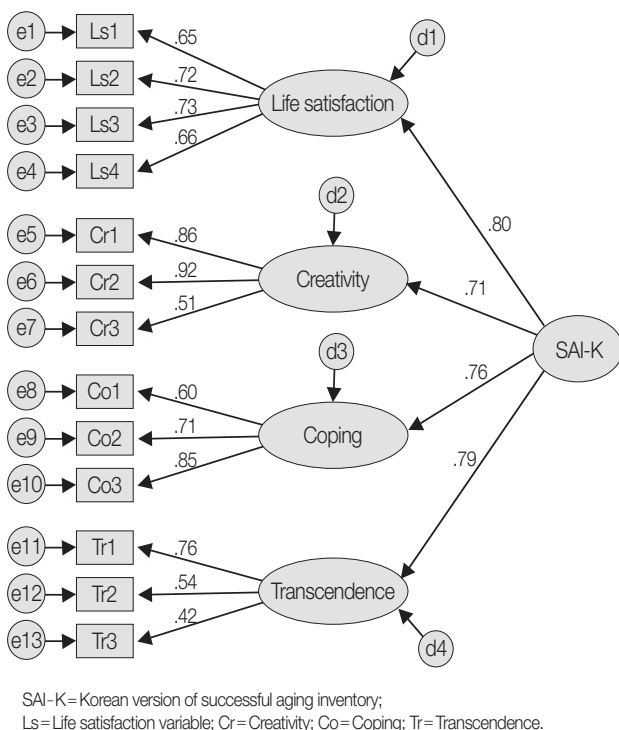 e1 Ls1 .65 d1
e2 Ls2 .72
Life satisfaction
e3 Ls3 .73
e4 Ls4 .66
d2
.80
e5 Cr1 .86
e6 Cr2 .92 Creativity .71
e7 Cr3 .51
SAI-K
d3
.76
e8 Co1 .60
e9 Co2 .71 Coping
e10 Co3 .85
.79
e11 Tr1 .76
e12 Tr2 .54 Transcendence
e13 Tr3 .42
d4
SAI-K=Korean version of successful aging inventory;
Ls=Life satisfaction variable; Cr=Creativity; Co=Coping; Tr=Transcendence.